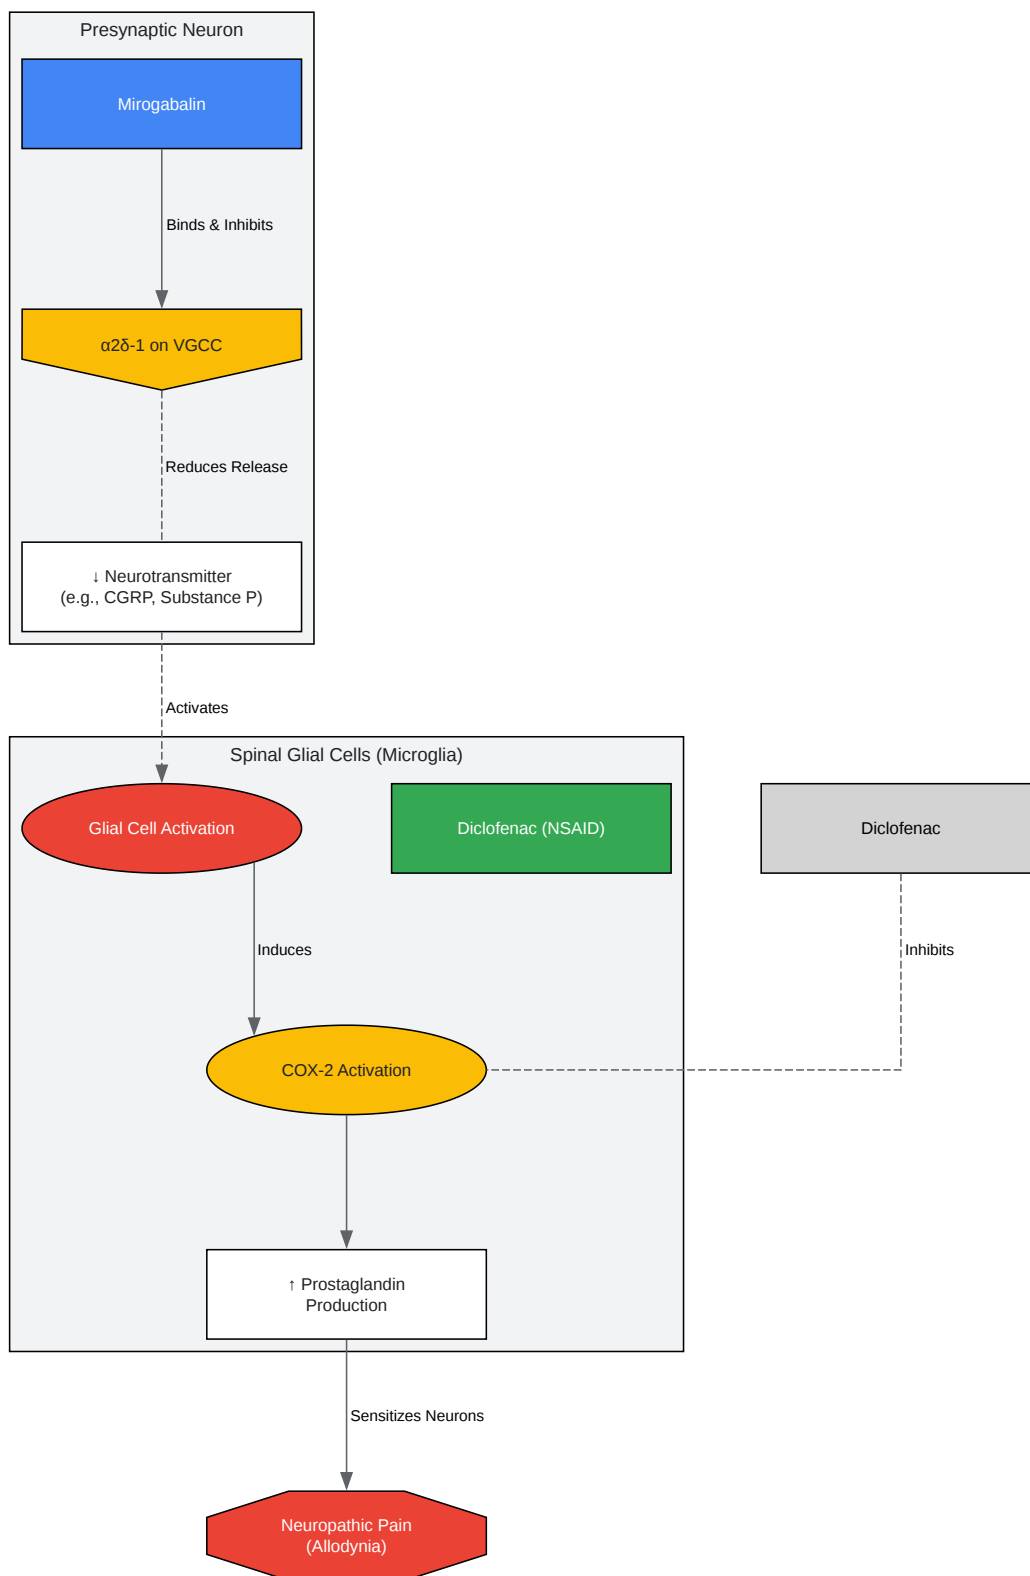 Presynaptic Neuron
Mirogabalin
Binds & Inhibits
α2δ-1 on VGCC
Reduces Release
↓ Neurotransmitter
(e.g., CGRP, Substance P)
Activates
Spinal Glial Cells (Microglia)
Glial Cell Activation
Diclofenac (NSAID)
Diclofenac
Induces
Inhibits
COX-2 Activation
↑ Prostaglandin
Production
Sensitizes Neurons
Neuropathic Pain
(Allodynia)